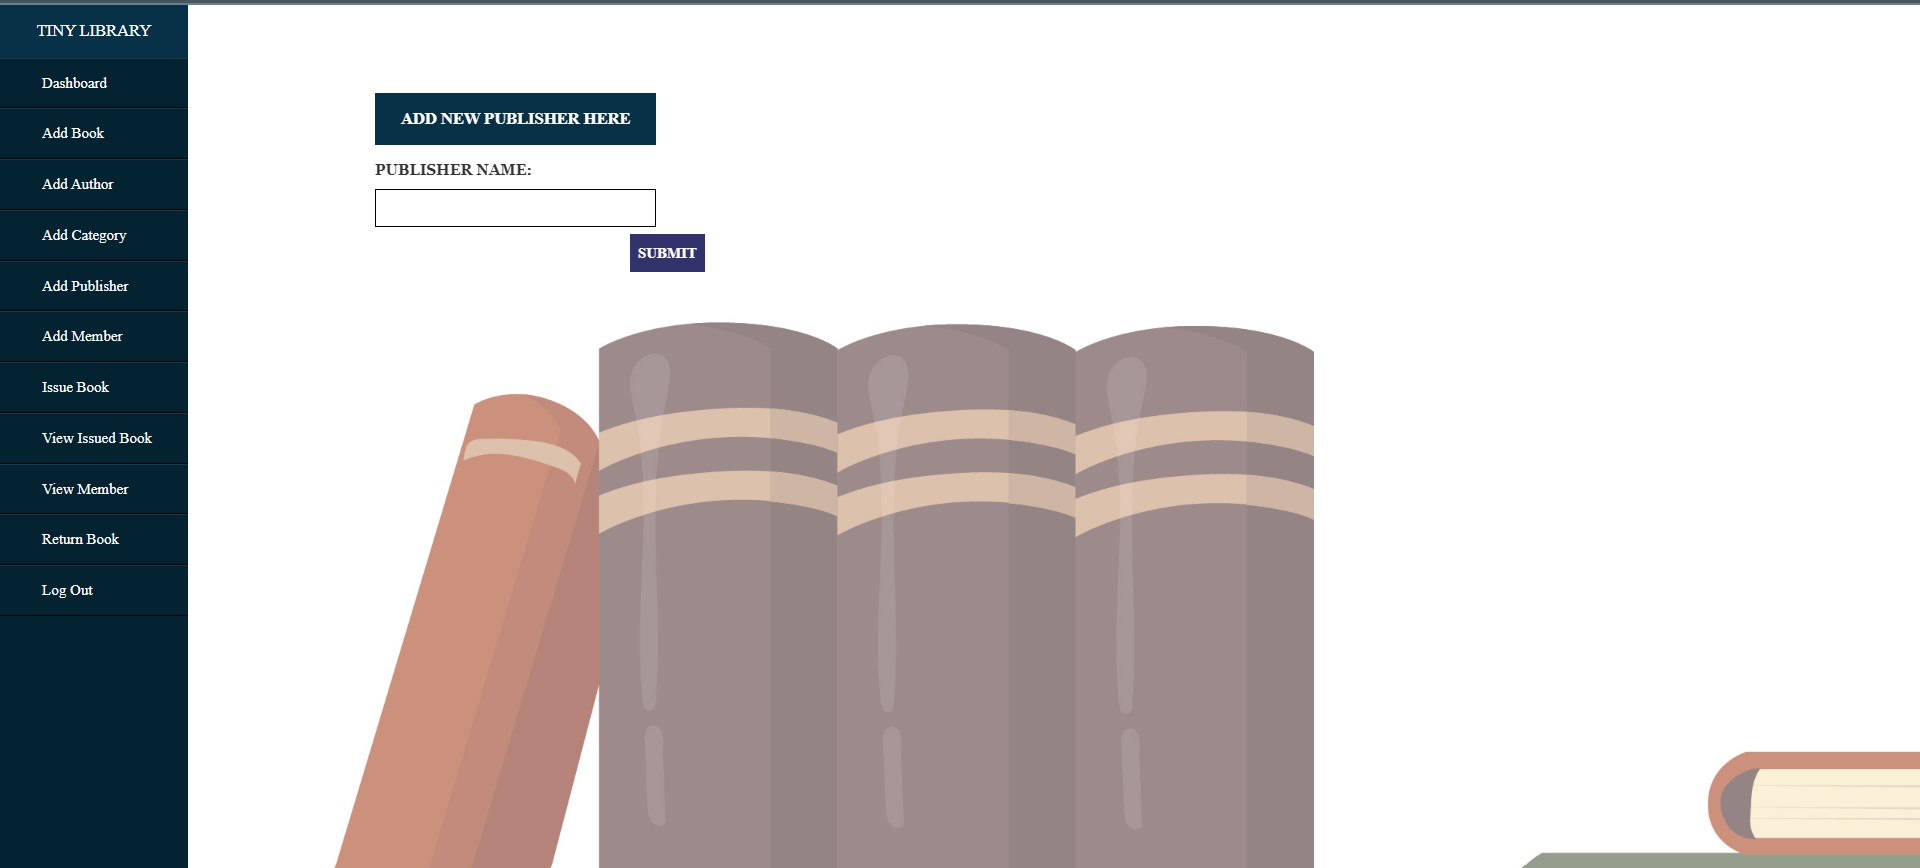 TINY LIBRARY
Dashboard
Add Book
Add Author
Add Category
Add Publisher
Add Member
Issue Book
View Issued Book
View Member
Return Book
Log Out
ADD NEW PUBLISHER HERE
PUBLISHER NAME:
SUBMIT